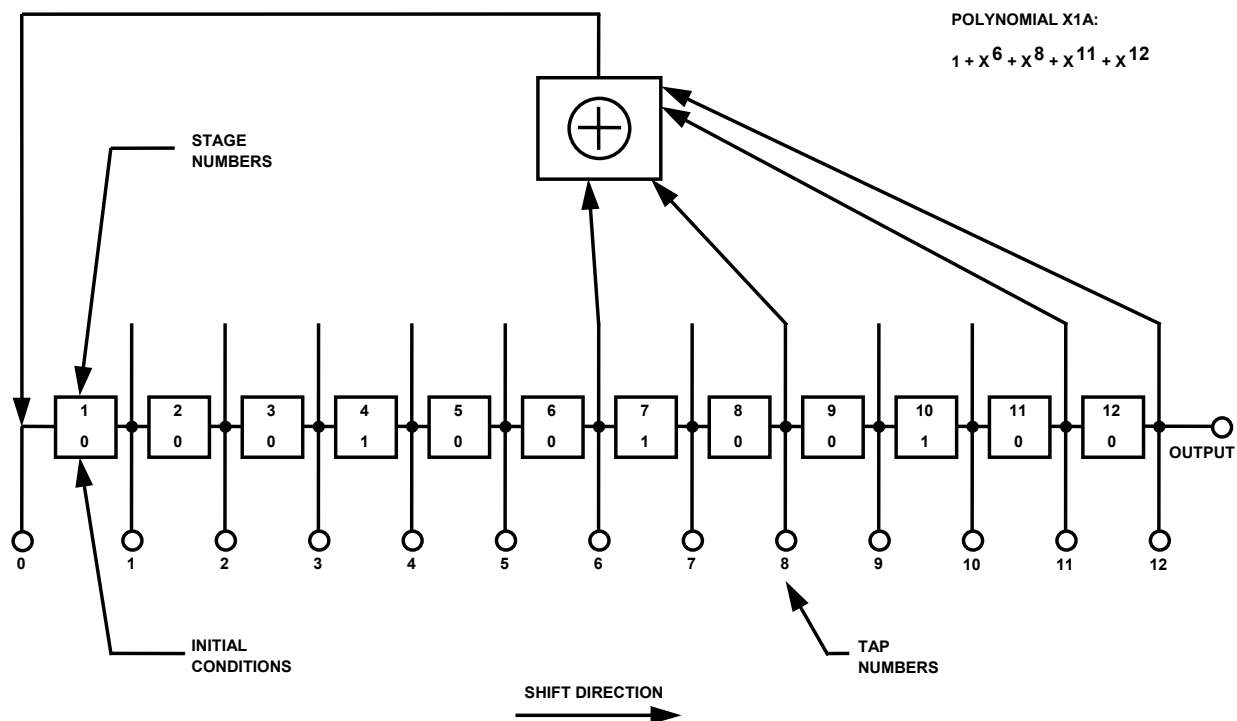 POLYNOMIAL X1A:
1 + X6 + X8 + X11 + X12
STAGE
NUMBERS
1 2 3 4 5 6 7 8 9 10 11 12
0 0 0 1 0 0 1 0 0 1 0 0
OUTPUT
0 1 2 3 4 5 6 7 8 9 10 11 12
INITIAL
CONDITIONS
TAP
NUMBERS
SHIFT DIRECTION